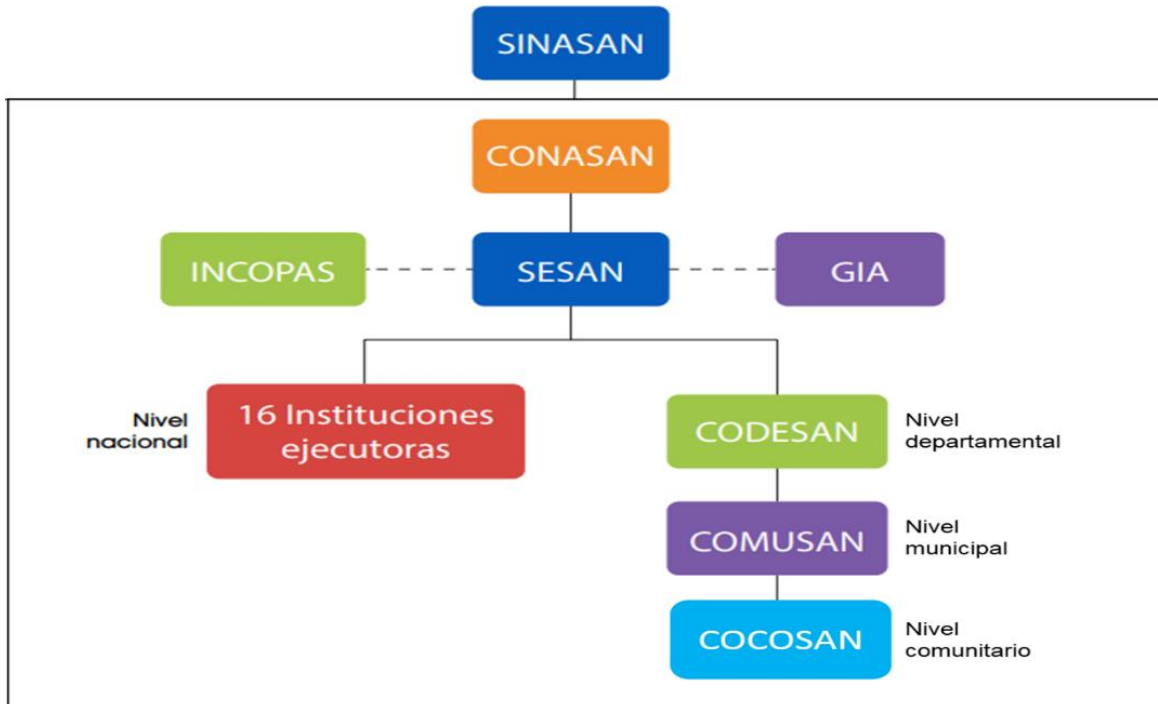 SINASAN
CONASAN
INCOPAS
SESAN
GIA
Nivel
nacional
16 Instituciones
ejecutoras
CODESAN
Nivel
departamental
COMUSAN
Nivel
municipal
COCOSAN
Nivel
comunitario